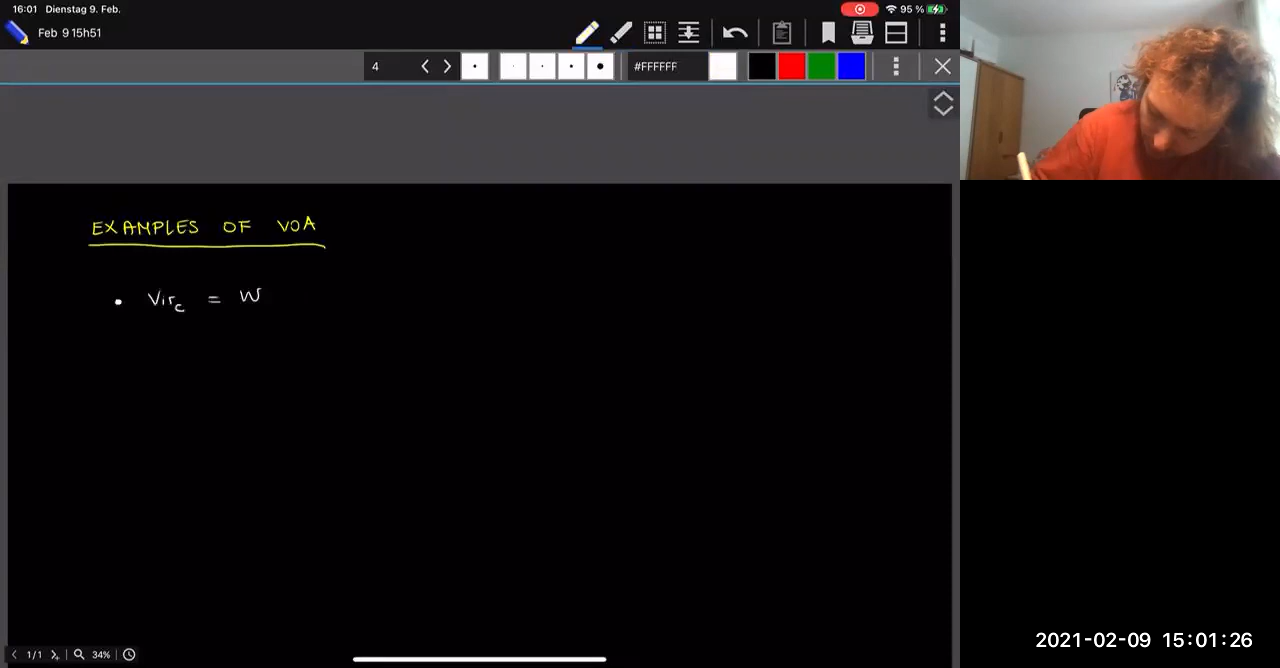 16:01 Dienstag 9. Feb.
95 %
Feb 9 15h51
4
#FFFFFF
EXAMPLES OF VOA
• Vir_c = W
1/1
34%
2021-02-09 15:01:26